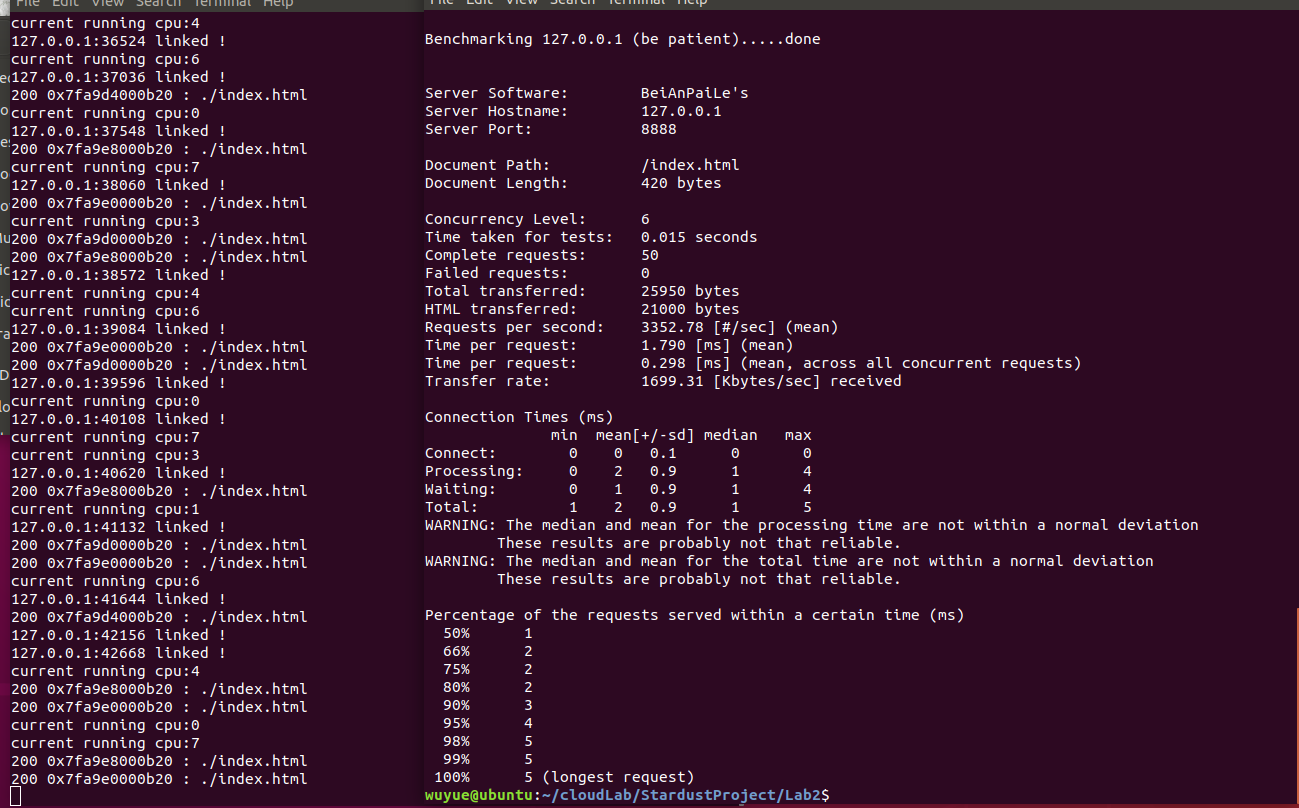 File Edit View Search Terminal Help
current running cpu:4
127.0.0.1:36524 linked !
current running cpu:6
127.0.0.1:37036 linked !
200 0x7fa9d4000b20 : ./index.html
current running cpu:0
127.0.0.1:37548 linked !
200 0x7fa9e8000b20 : ./index.html
current running cpu:7
127.0.0.1:38060 linked !
200 0x7fa9e0000b20 : ./index.html
current running cpu:3
200 0x7fa9d0000b20 : ./index.html
200 0x7fa9e8000b20 : ./index.html
127.0.0.1:38572 linked !
current running cpu:4
current running cpu:6
127.0.0.1:39084 linked !
200 0x7fa9e0000b20 : ./index.html
200 0x7fa9d0000b20 : ./index.html
127.0.0.1:39596 linked !
current running cpu:0
127.0.0.1:40108 linked !
current running cpu:7
current running cpu:3
127.0.0.1:40620 linked !
200 0x7fa9e8000b20 : ./index.html
current running cpu:1
127.0.0.1:41132 linked !
200 0x7fa9d0000b20 : ./index.html
200 0x7fa9e0000b20 : ./index.html
current running cpu:6
127.0.0.1:41644 linked !
200 0x7fa9d4000b20 : ./index.html
127.0.0.1:42156 linked !
127.0.0.1:42668 linked !
current running cpu:4
200 0x7fa9e8000b20 : ./index.html
200 0x7fa9e0000b20 : ./index.html
current running cpu:0
current running cpu:7
200 0x7fa9e8000b20 : ./index.html
200 0x7fa9e0000b20 : ./index.html
File Edit View Search Terminal Help
Benchmarking 127.0.0.1 (be patient).....done
Server Software: BeiAnPaiLe's
Server Hostname: 127.0.0.1
Server Port: 8888
Document Path: /index.html
Document Length: 420 bytes
Concurrency Level: 6
Time taken for tests: 0.015 seconds
Complete requests: 50
Failed requests: 0
Total transferred: 25950 bytes
HTML transferred: 21000 bytes
Requests per second: 3352.78 [#/sec] (mean)
Time per request: 1.790 [ms] (mean)
Time per request: 0.298 [ms] (mean, across all concurrent requests)
Transfer rate: 1699.31 [Kbytes/sec] received
Connection Times (ms)
min mean[+/-sd] median max
Connect: 0 0 0.1 0 0
Processing: 0 2 0.9 1 4
Waiting: 0 1 0.9 1 4
Total: 1 2 0.9 1 5
WARNING: The median and mean for the processing time are not within a normal deviation
These results are probably not that reliable.
WARNING: The median and mean for the total time are not within a normal deviation
These results are probably not that reliable.
Percentage of the requests served within a certain time (ms)
50% 1
66% 2
75% 2
80% 2
90% 3
95% 4
98% 5
99% 5
100% 5 (longest request)
wuyue@ubuntu:~/cloudLab/StardustProject/Lab2$